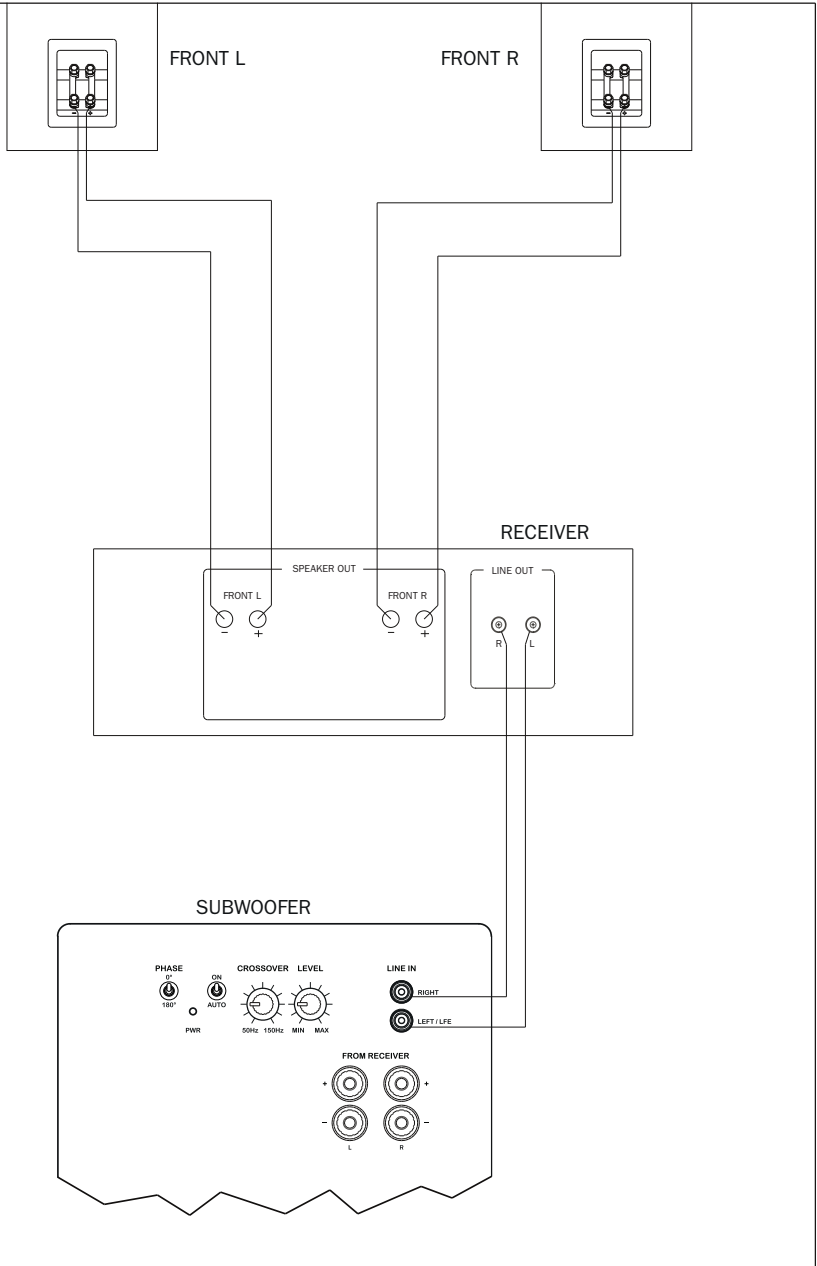 FRONT L
FRONT R
- +
- +
RECEIVER
SPEAKER OUT
LINE OUT
FRONT L
FRONT R
- +
- +
R L
SUBWOOFER
PHASE
0°
180°
ON
AUTO
PWR
CROSSOVER
50Hz 150Hz
LEVEL
MIN MAX
LINE IN
RIGHT
LEFT / LFE
FROM RECEIVER
+ +
- -
L R